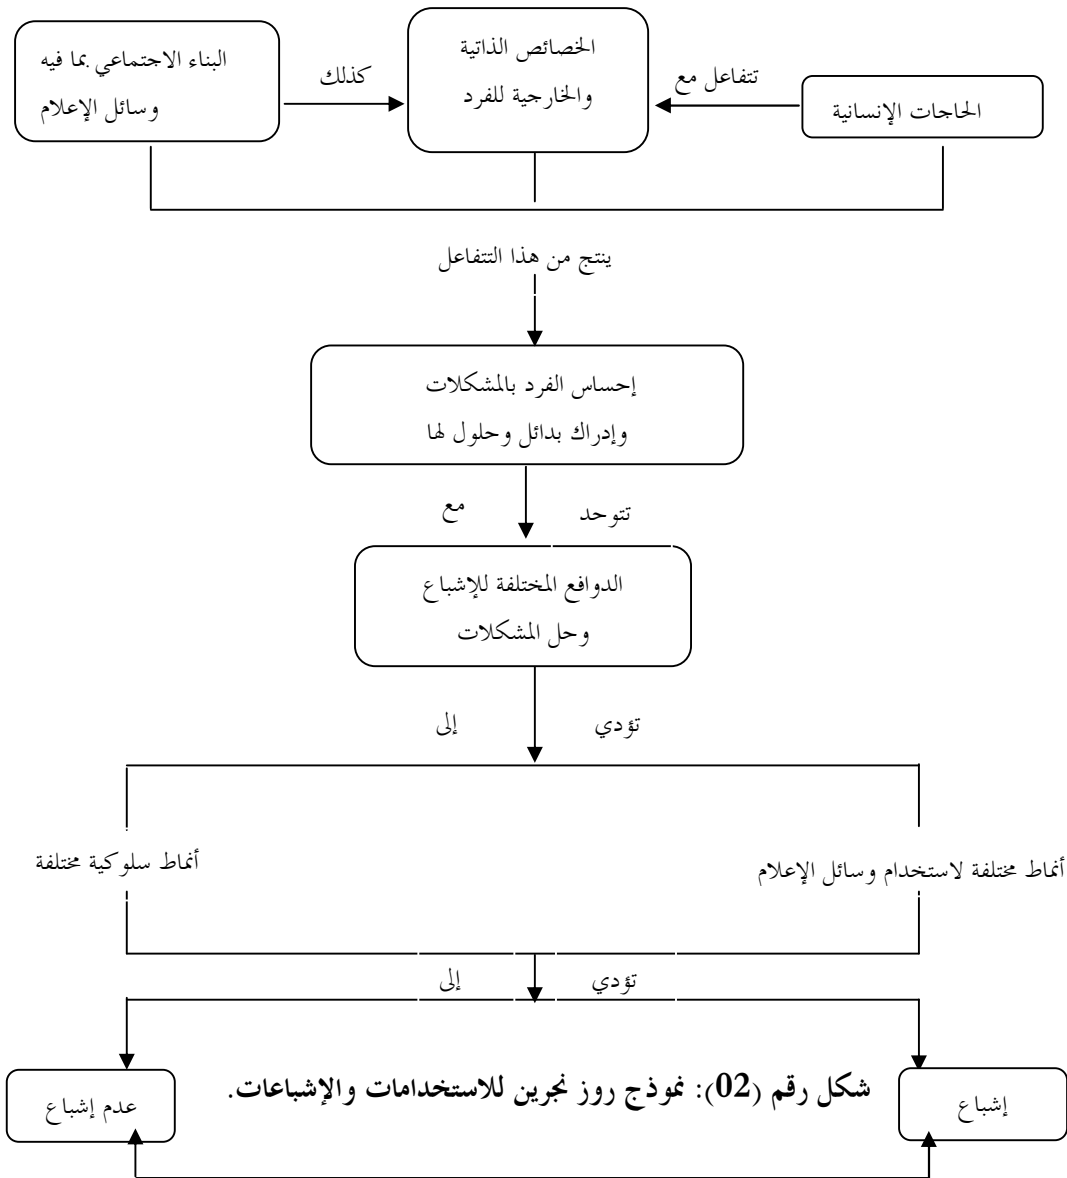 الخصائص الذاتية
والخارجية للفرد
البناء الاجتماعي بما فيه
وسائل الإعلام
كذلك
تتفاعل مع
الحاجات الإنسانية
ينتج من هذا التتفاعل
إحساس الفرد بالمشكلات
وإدراك بدائل وحلول لها
تتوحد مع
الدوافع المختلفة للإشباع
وحل المشكلات
تؤدي إلى
أنماط مختلفة لاستخدام وسائل الإعلام
أنماط سلوكية مختلفة
تؤدي إلى
إشباع
شكل رقم (02): نموذج روز نجرين للاستخدامات والإشباعات.
عدم إشباع